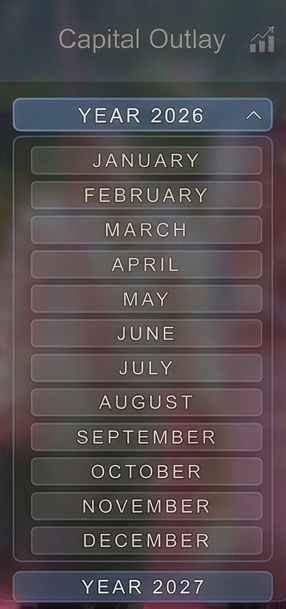 Capital Outlay
YEAR 2026
JANUARY
FEBRUARY
MARCH
APRIL
MAY
JUNE
JULY
AUGUST
SEPTEMBER
OCTOBER
NOVEMBER
DECEMBER
YEAR 2027